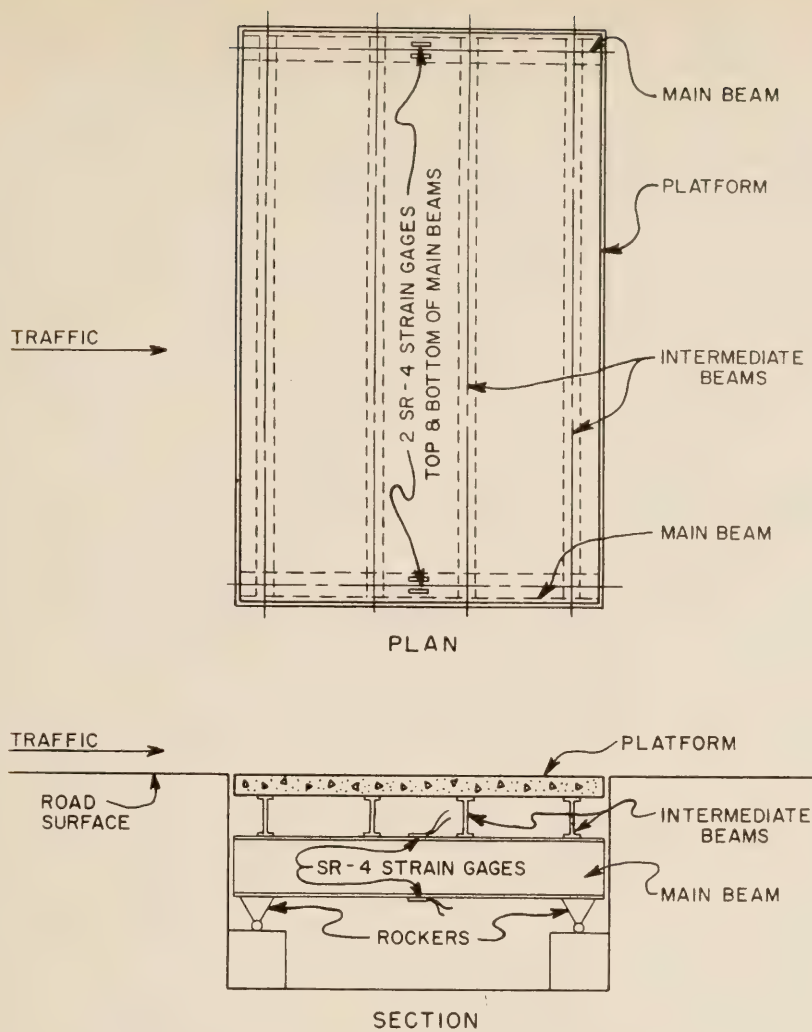 MAIN BEAM
PLATFORM
2 SR-4 STRAIN GAGES
TOP & BOTTOM OF MAIN BEAMS
TRAFFIC
INTERMEDIATE
BEAMS
MAIN BEAM
PLAN
TRAFFIC
PLATFORM
ROAD
SURFACE
INTERMEDIATE
BEAMS
SR-4 STRAIN GAGES
MAIN BEAM
ROCKERS
SECTION